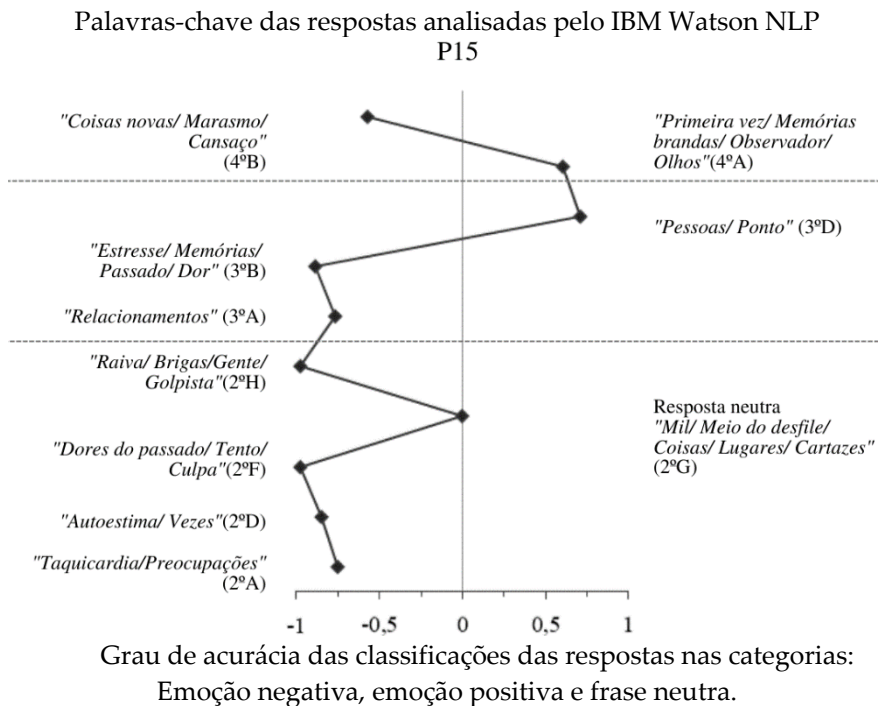 Palavras-chave das respostas analisadas pelo IBM Watson NLP
P15
"Coisas novas/ Marasmo/
Cansaço"
(4ºB)
"Primeira vez/ Memórias
brandas/ Observador/
Olhos"(4ºA)
"Pessoas/ Ponto" (3ºD)
"Estresse/ Memórias/
Passado/ Dor" (3ºB)
"Relacionamentos" (3ºA)
"Raiva/ Brigas/Gente/
Golpista"(2ºH)
Resposta neutra
"Mil/ Meio do desfile/
Coisas/ Lugares/ Cartazes"
(2ºG)
"Dores do passado/ Tento/
Culpa"(2ºF)
"Autoestima/ Vezes"(2ºD)
"Taquicardia/Preocupações"
(2ºA)
-1 -0,5 0 0,5 1
Grau de acurácia das classificações das respostas nas categorias:
Emoção negativa, emoção positiva e frase neutra.